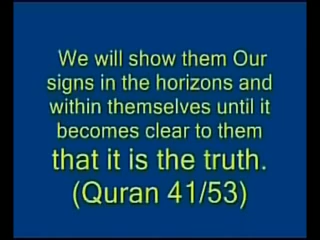 We will show them Our
signs in the horizons and
within themselves until it
becomes clear to them
that it is the truth.
(Quran 41/53)